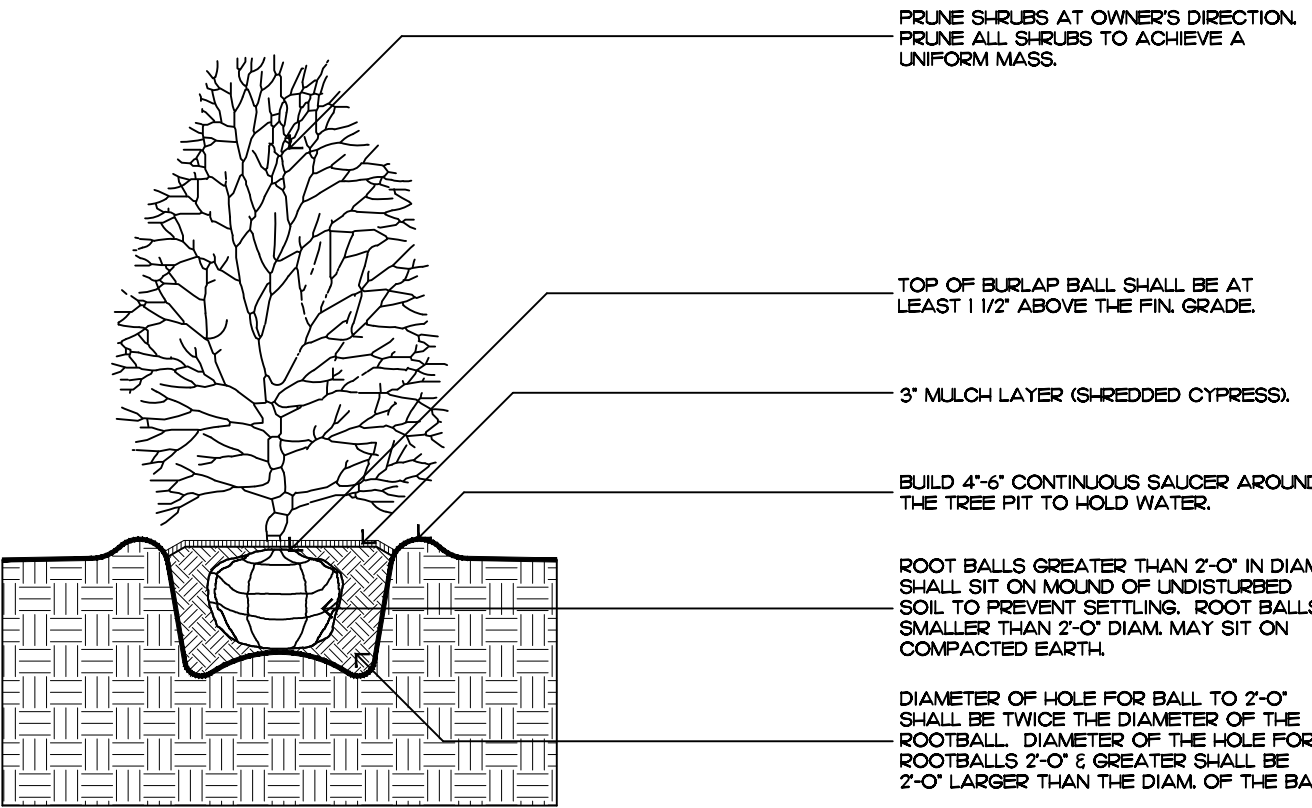 PRUNE SHRUBS AT OWNER'S DIRECTION.
PRUNE ALL SHRUBS TO ACHIEVE A
UNIFORM MASS.
TOP OF BURLAP BALL SHALL BE AT
LEAST 1 1/2" ABOVE THE FIN. GRADE.
3" MULCH LAYER (SHREDDED CYPRESS).
BUILD 4"-6" CONTINUOUS SAUCER AROUND
THE TREE PIT TO HOLD WATER.
ROOT BALLS GREATER THAN 2'-0" IN DIAM
SHALL SIT ON MOUND OF UNDISTURBED
SOIL TO PREVENT SETTLING. ROOT BALLS
SMALLER THAN 2'-0" DIAM. MAY SIT ON
COMPACTED EARTH.
DIAMETER OF HOLE FOR BALL TO 2'-0"
SHALL BE TWICE THE DIAMETER OF THE
ROOTBALL. DIAMETER OF THE HOLE FOR
ROOTBALLS 2'-0" & GREATER SHALL BE
2'-0" LARGER THAN THE DIAM. OF THE BA